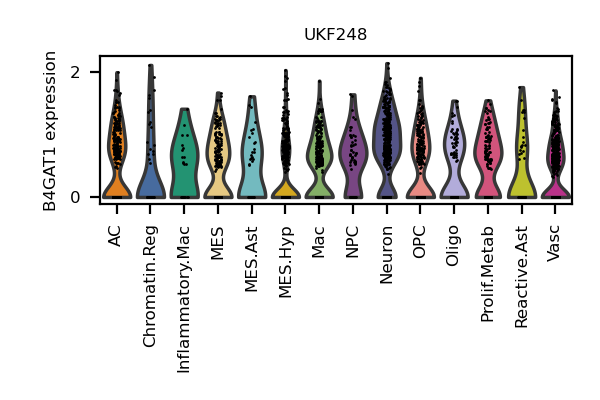 UKF248
B4GAT1 expression
2
0
AC
Chromatin.Reg
Inflammatory.Mac
MES
MES.Ast
MES.Hyp
Mac
NPC
Neuron
OPC
Oligo
Prolif.Metab
Reactive.Ast
Vasc